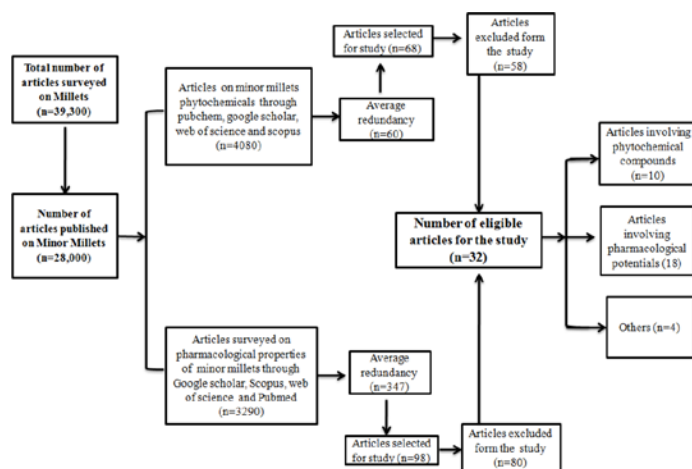 Total number of
articles surveyed
on Millets
(n=39,300)
Number of
articles published
on Minor Millets
(n=28,000)
Articles on minor millets
phytochemicals through
pubchem, google scholar,
web of science and scopus
n=4080)
Average
redundancy
(n=60)
Articles selected
for study (n=68)
Articles
excluded form
the study
(n=58)
Articles surveyed on
pharmacological properties
of minor millets through
Google scholar, Scopus, web
of science and Pubmed
(n=3290)
Average
redundancy
(n=347)
Articles selected
for study (n=98)
Articles excluded
form the study
(n=80)
Number of eligible
articles for the study
(n=32)
Articles involving
phytochemical
compounds
(n=10)
Articles
involving
pharmacological
potentials (18)
Others (n=4)